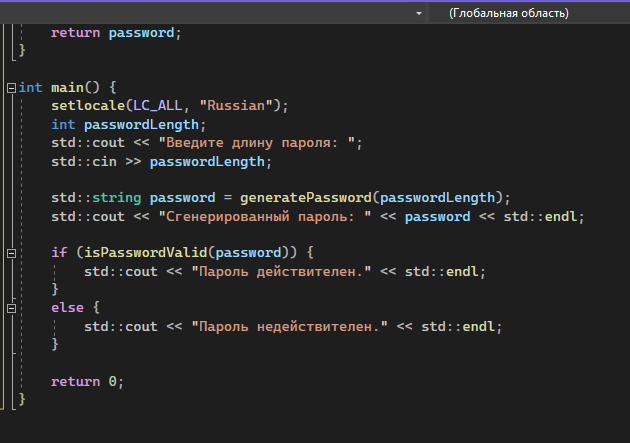 (Глобальная область)
return password;
}
int main() {
setlocale(LC_ALL, "Russian");
int passwordLength;
std::cout << "Введите длину пароля: ";
std::cin >> passwordLength;
std::string password = generatePassword(passwordLength);
std::cout << "Сгенерированный пароль: " << password << std::endl;
if (isPasswordValid(password)) {
std::cout << "Пароль действителен." << std::endl;
}
else {
std::cout << "Пароль недействителен." << std::endl;
}
return 0;
}